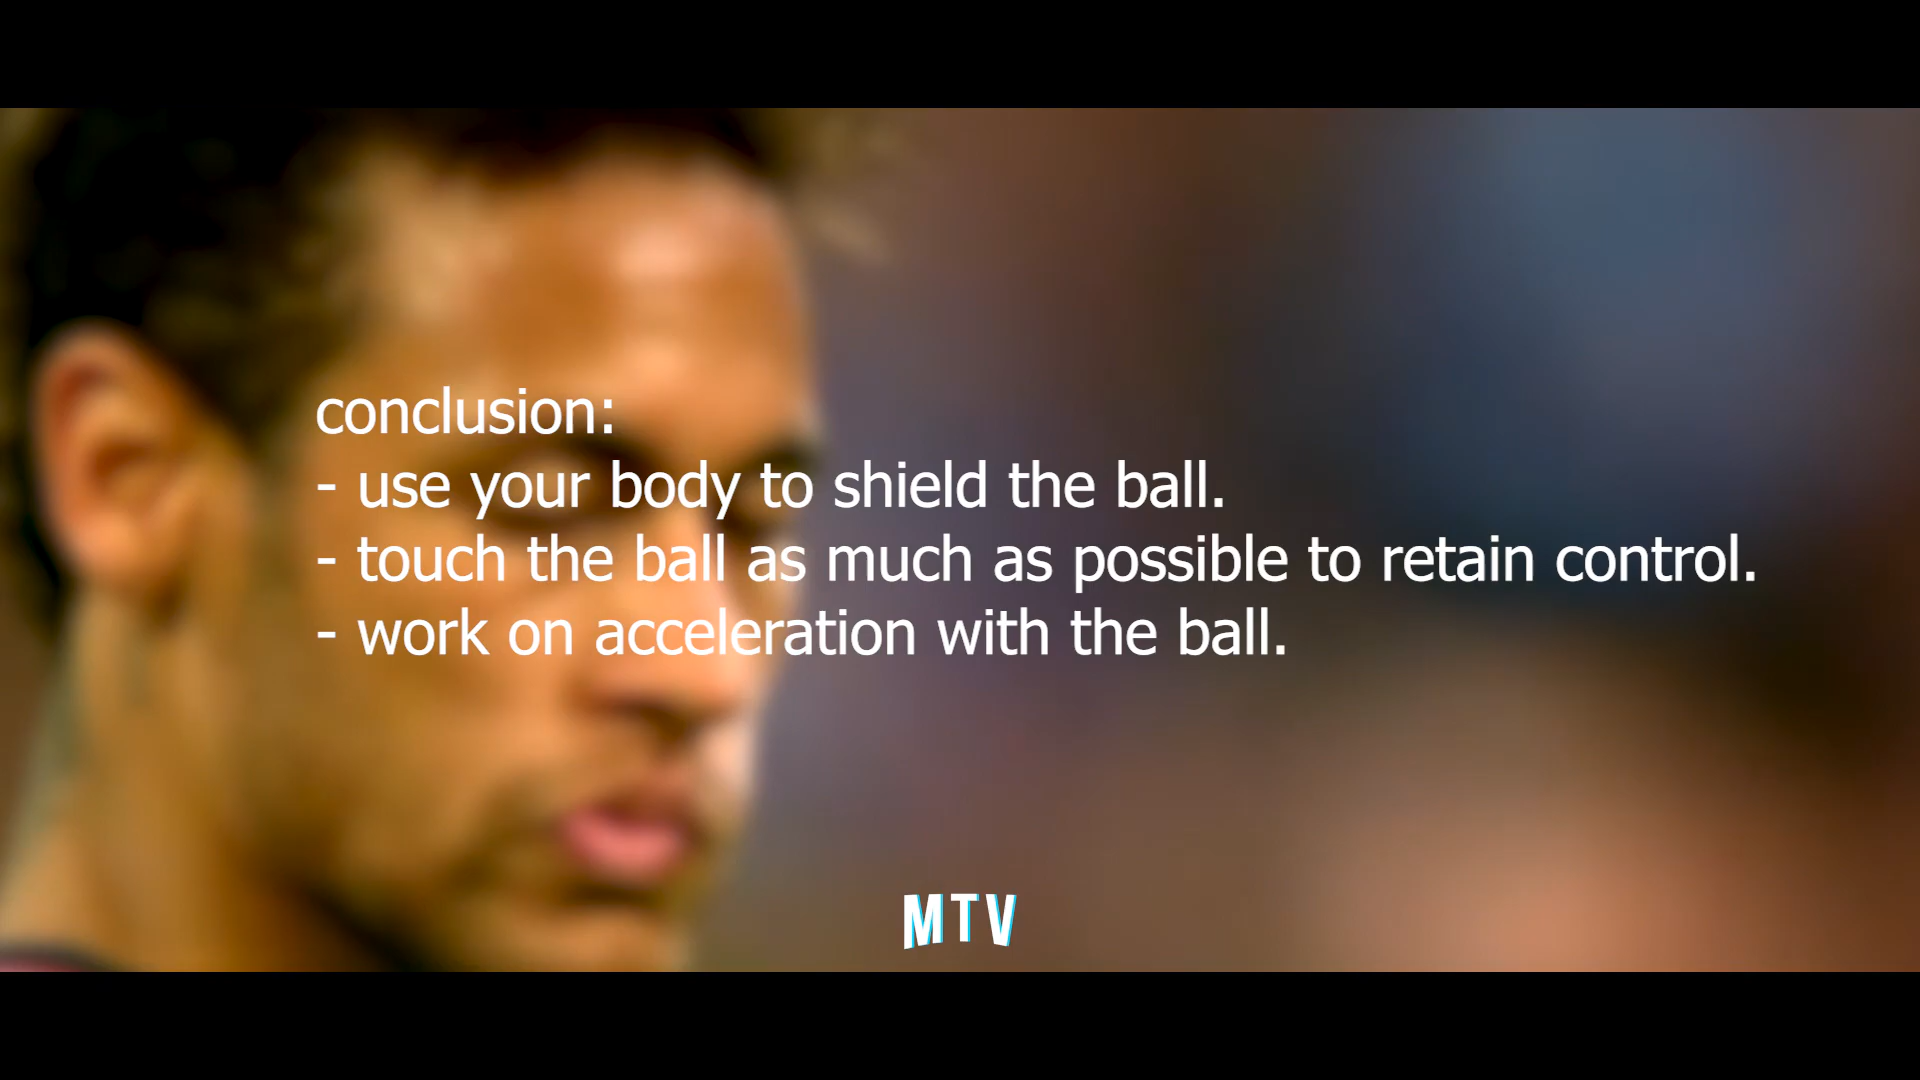 conclusion:
- use your body to shield the ball.
- touch the ball as much as possible to retain control.
- work on acceleration with the ball.
MTV